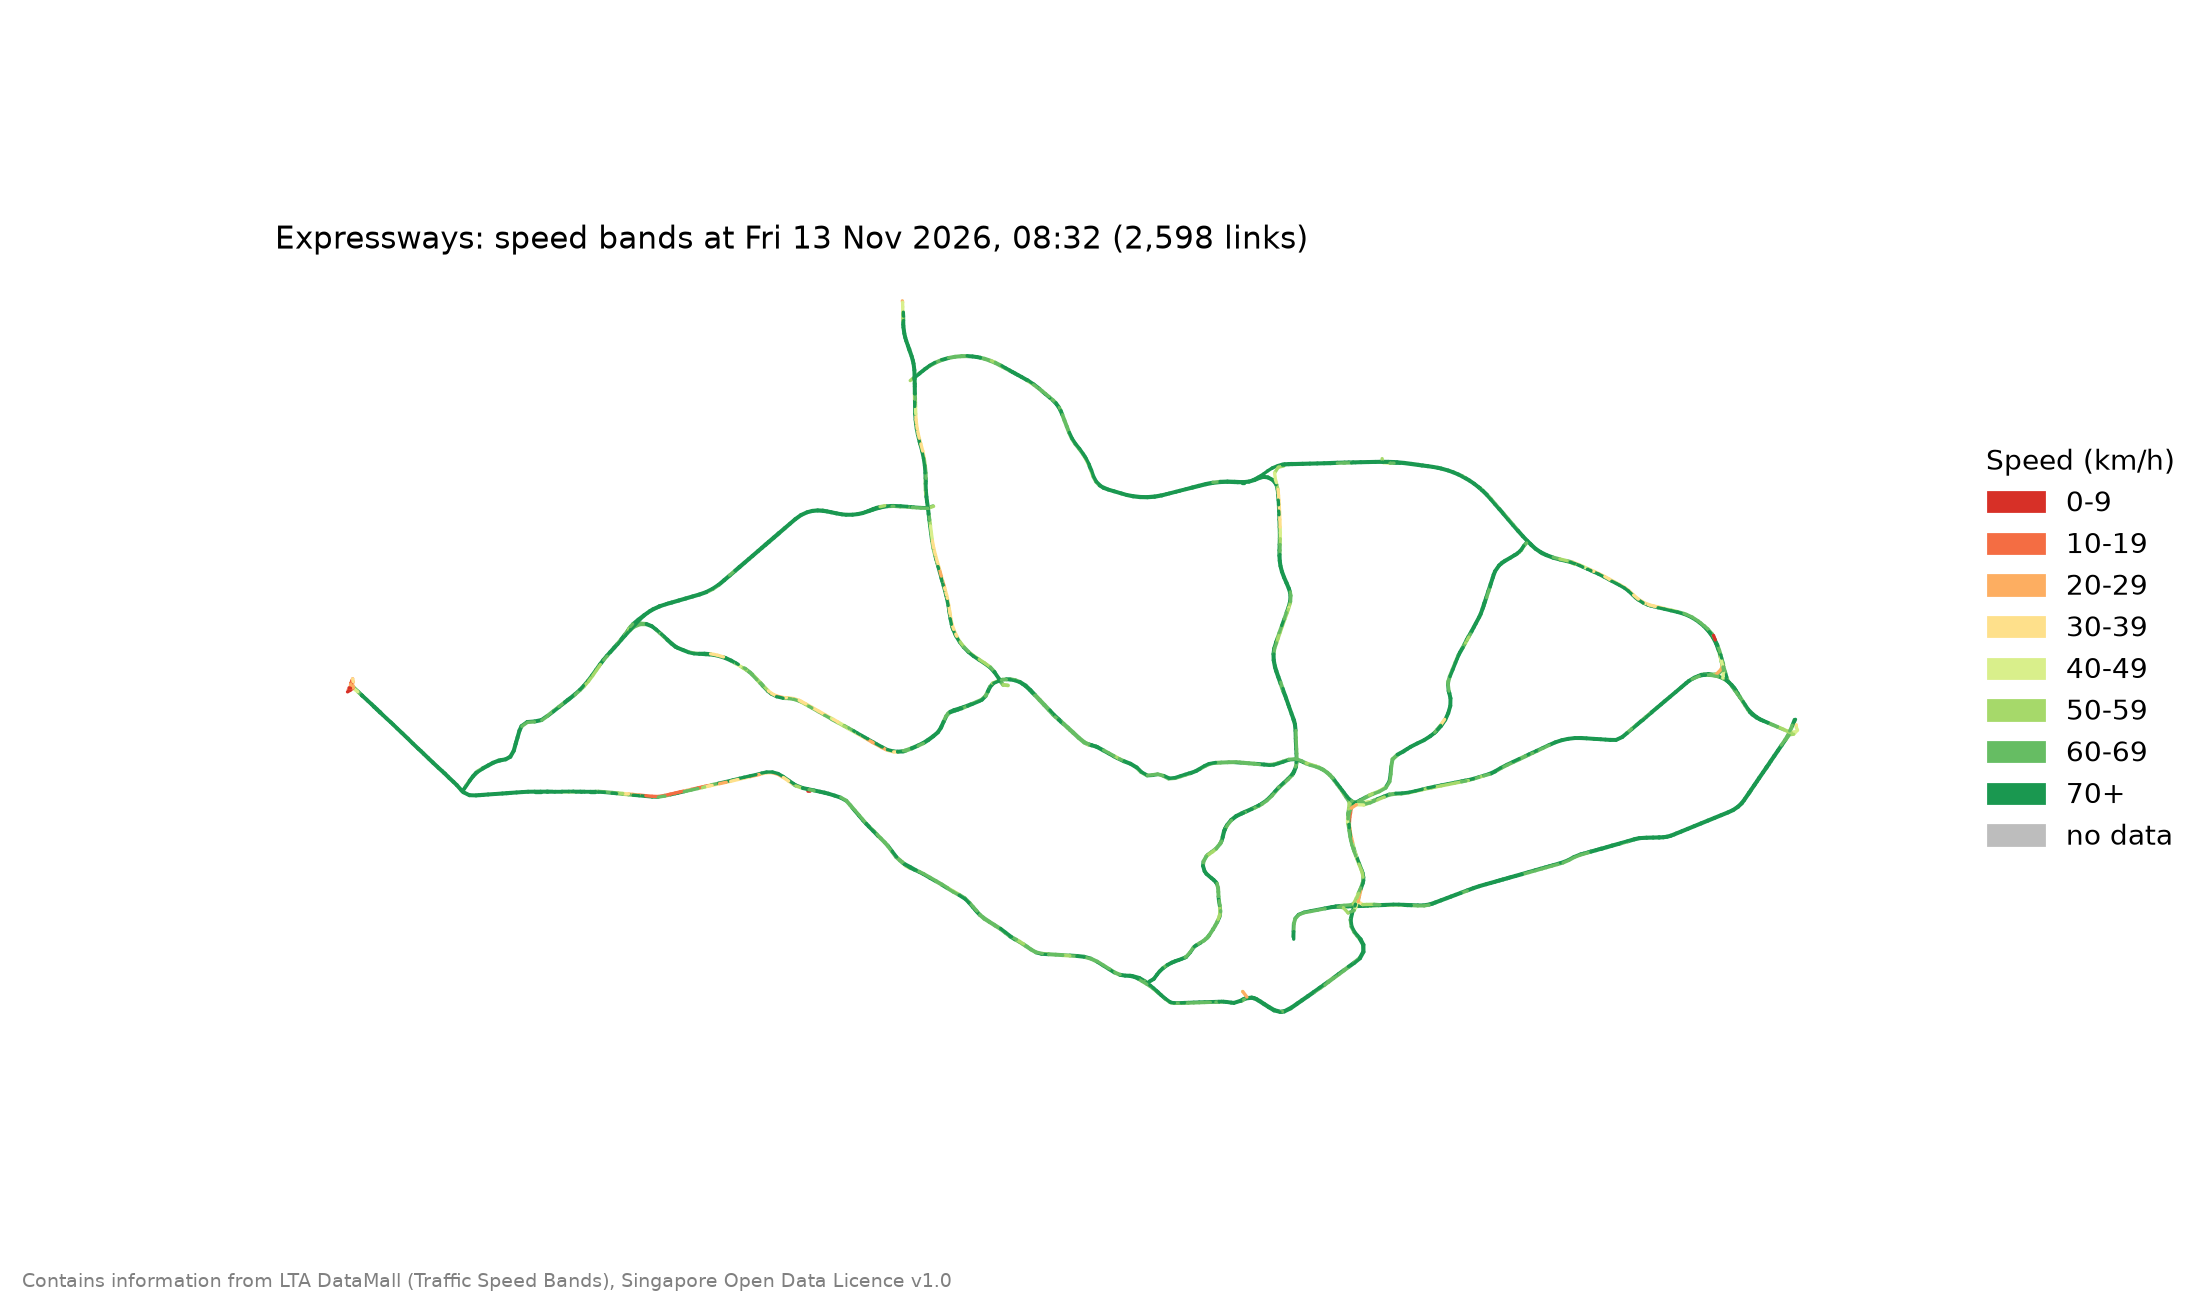 Expressways: speed bands at Fri 13 Nov 2026, 08:32 (2,598 links)
Speed (km/h)
0-9
10-19
20-29
30-39
40-49
50-59
60-69
70+
no data
Contains information from LTA DataMall (Traffic Speed Bands), Singapore Open Data Licence v1.0